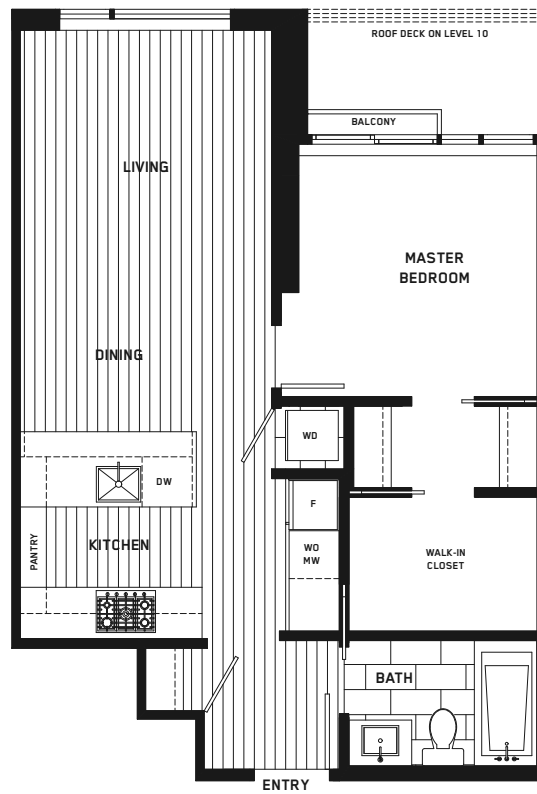 ROOF DECK ON LEVEL 10
BALCONY
LIVING
MASTER
BEDROOM
DINING
WD
DW
F
PANTRY
KITCHEN
WO
MW
WALK-IN
CLOSET
BATH
ENTRY